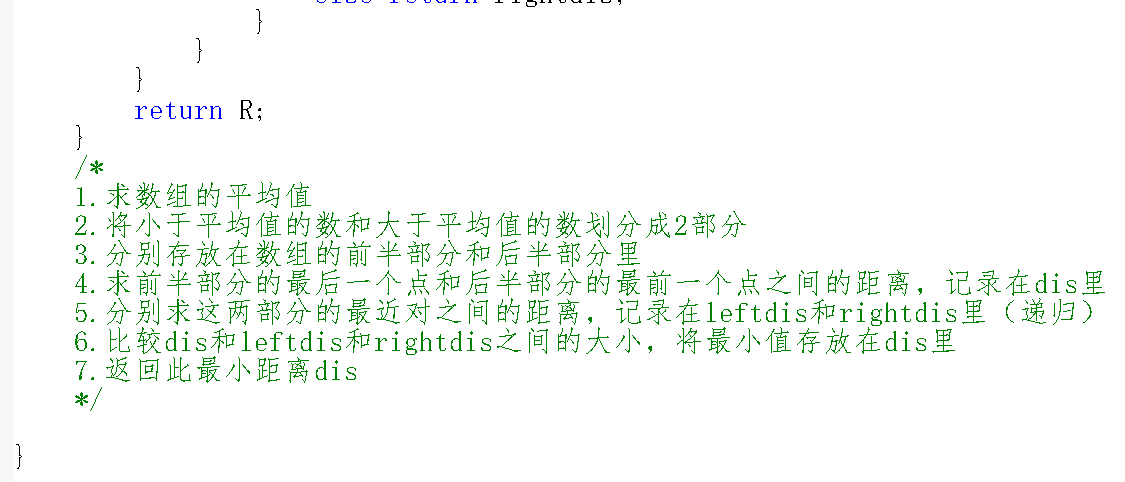 else return rightdis;
}
}
}
return R;
}
/*
1.求数组的平均值
2.将小于平均值的数和大于平均值的数划分成2部分
3.分别存放在数组的前半部分和后半部分里
4.求前半部分的最后一个点和后半部分的最前一个点之间的距离，记录在dis里
5.分别求这两部分的最近对之间的距离，记录在leftdis和rightdis里（递归）
6.比较dis和leftdis和rightdis之间的大小，将最小值存放在dis里
7.返回此最小距离dis
*/
}